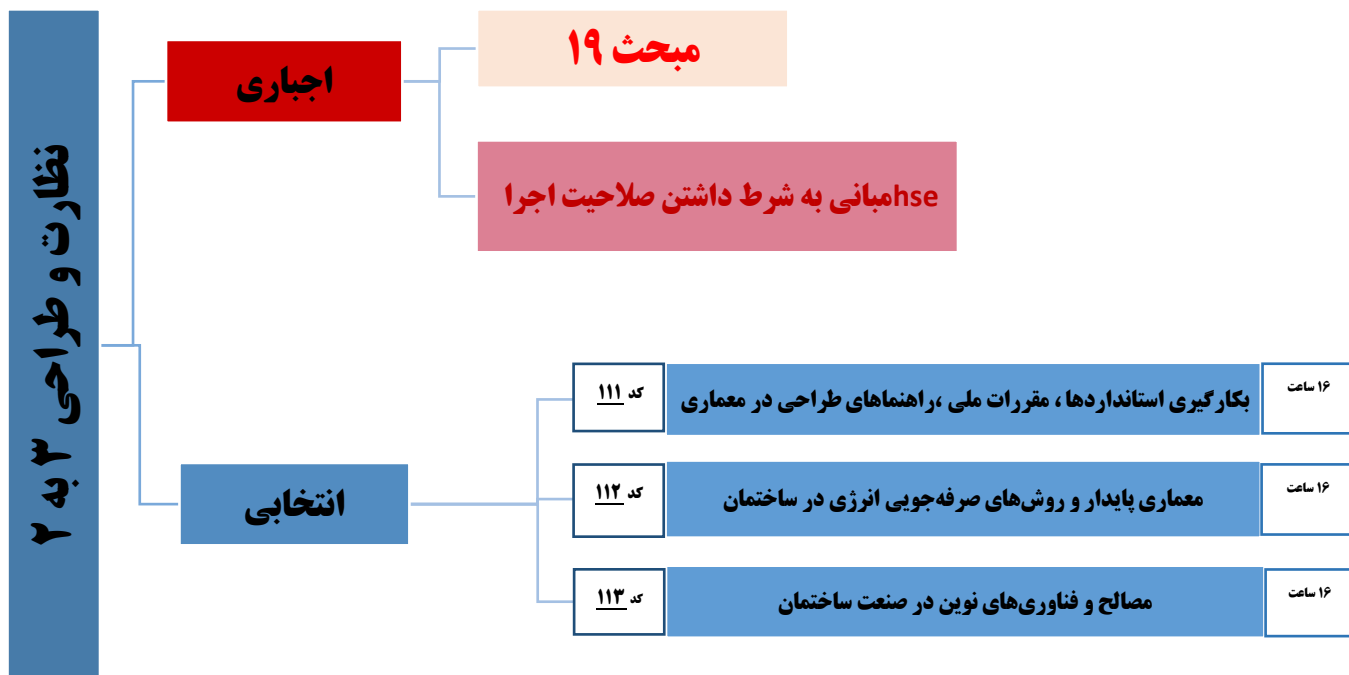 نظارت و طراحی ۳ به ۲
اجباری
مبحث ۱۹
hseمبانی به شرط داشتن صلاحیت اجرا
انتخابی
۱۶ ساعت
بکارگیری استانداردها ، مقررات ملی ،راهنماهای طراحی در معماری
کد ۱۱۱
۱۶ ساعت
معماری پایدار و روش‌های صرفه‌جویی انرژی در ساختمان
کد ۱۱۲
۱۶ ساعت
مصالح و فناوری‌های نوین در صنعت ساختمان
کد ۱۱۳